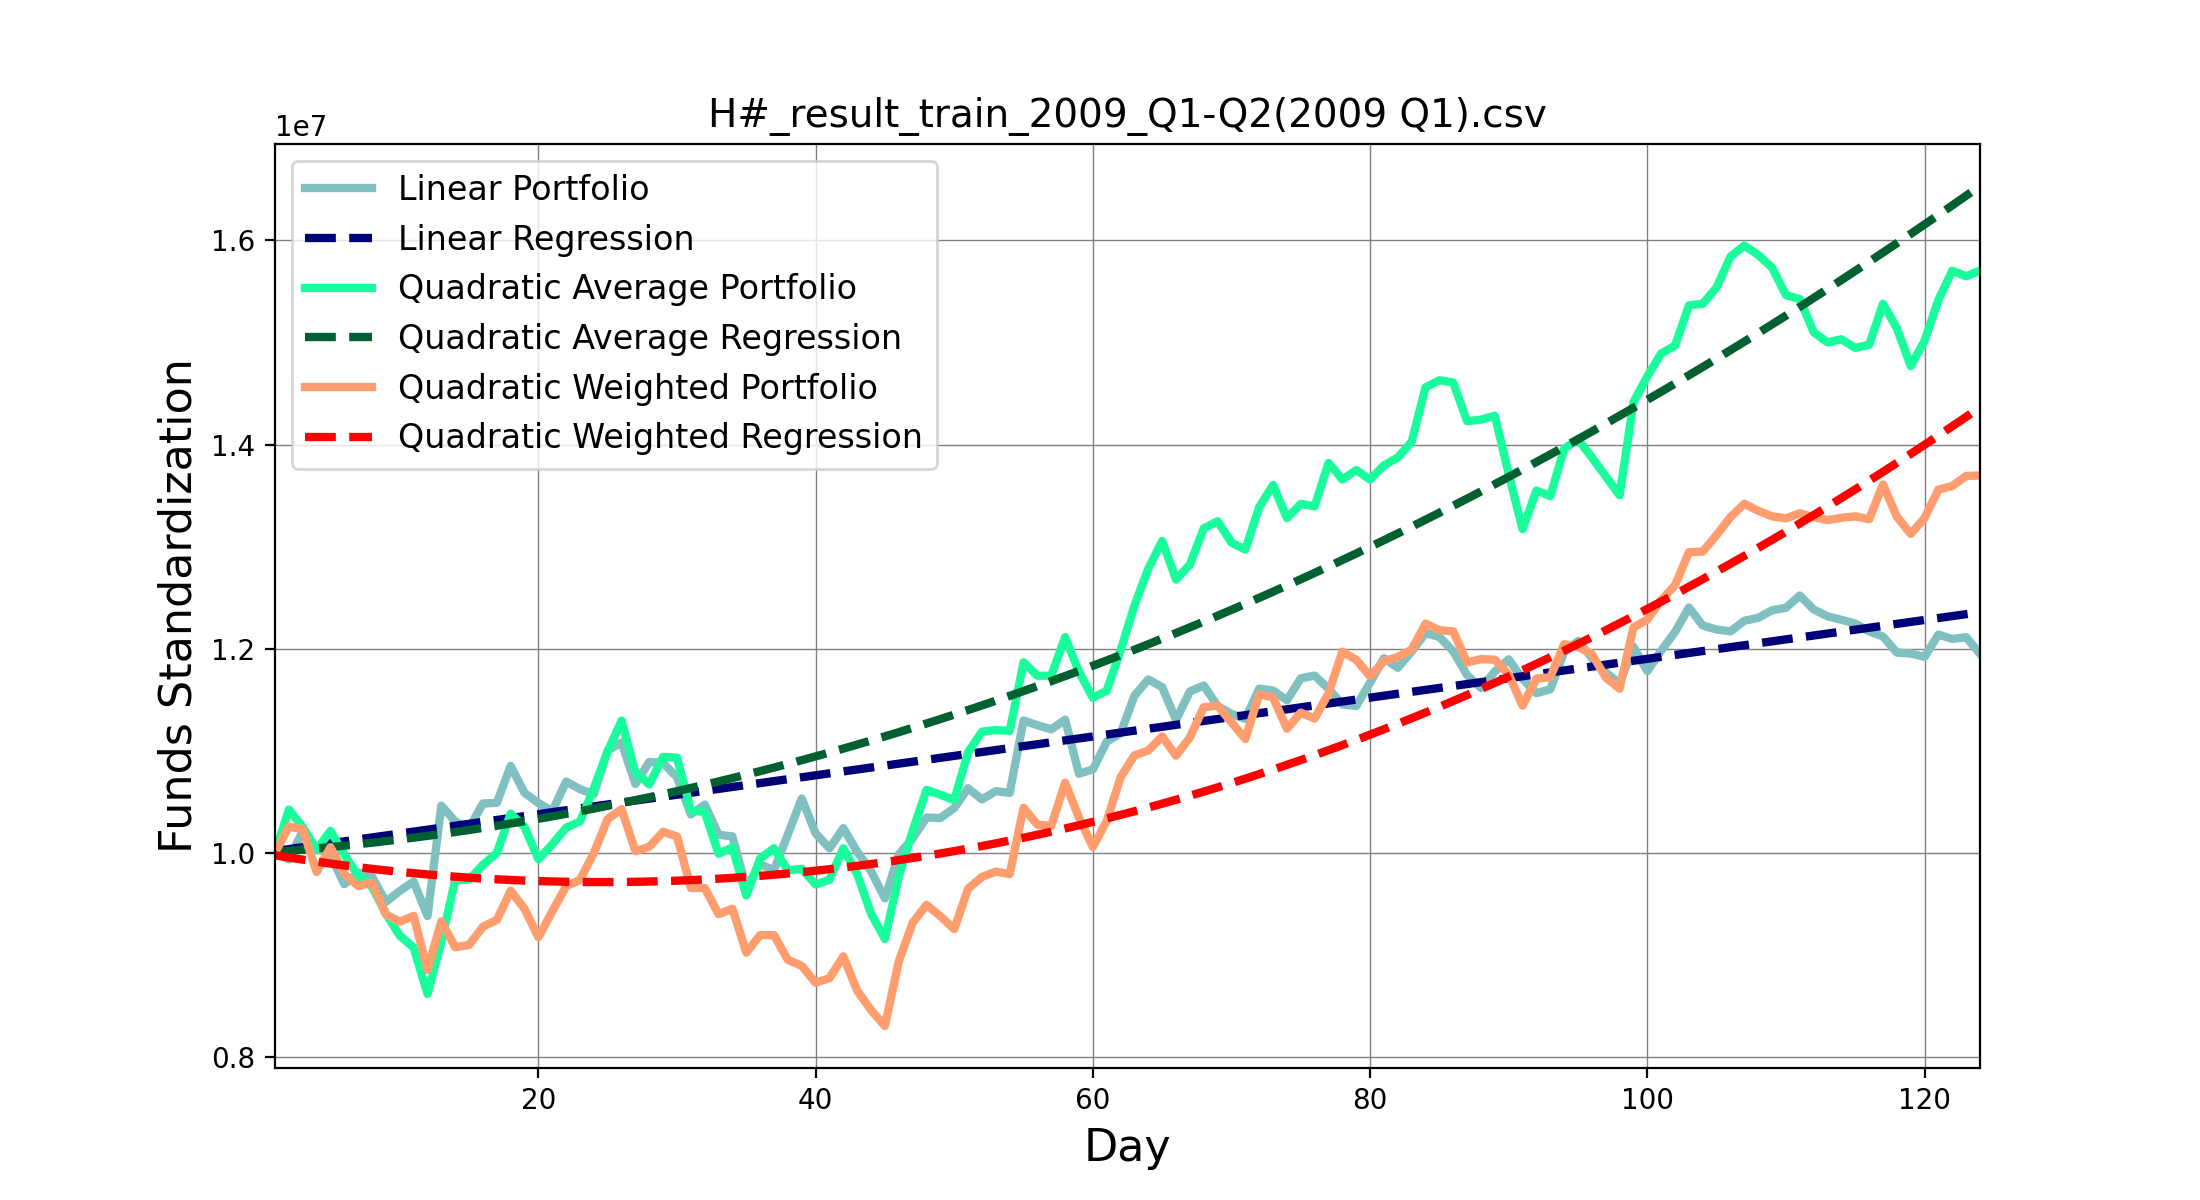 H#_result_train_2009_Q1-Q2(2009 Q1).csv
1e7
Linear Portfolio
Linear Regression
Quadratic Average Portfolio
Quadratic Average Regression
Quadratic Weighted Portfolio
Quadratic Weighted Regression
Funds Standardization
1.6
1.4
1.2
1.0
0.8
20
40
60
80
100
120
Day